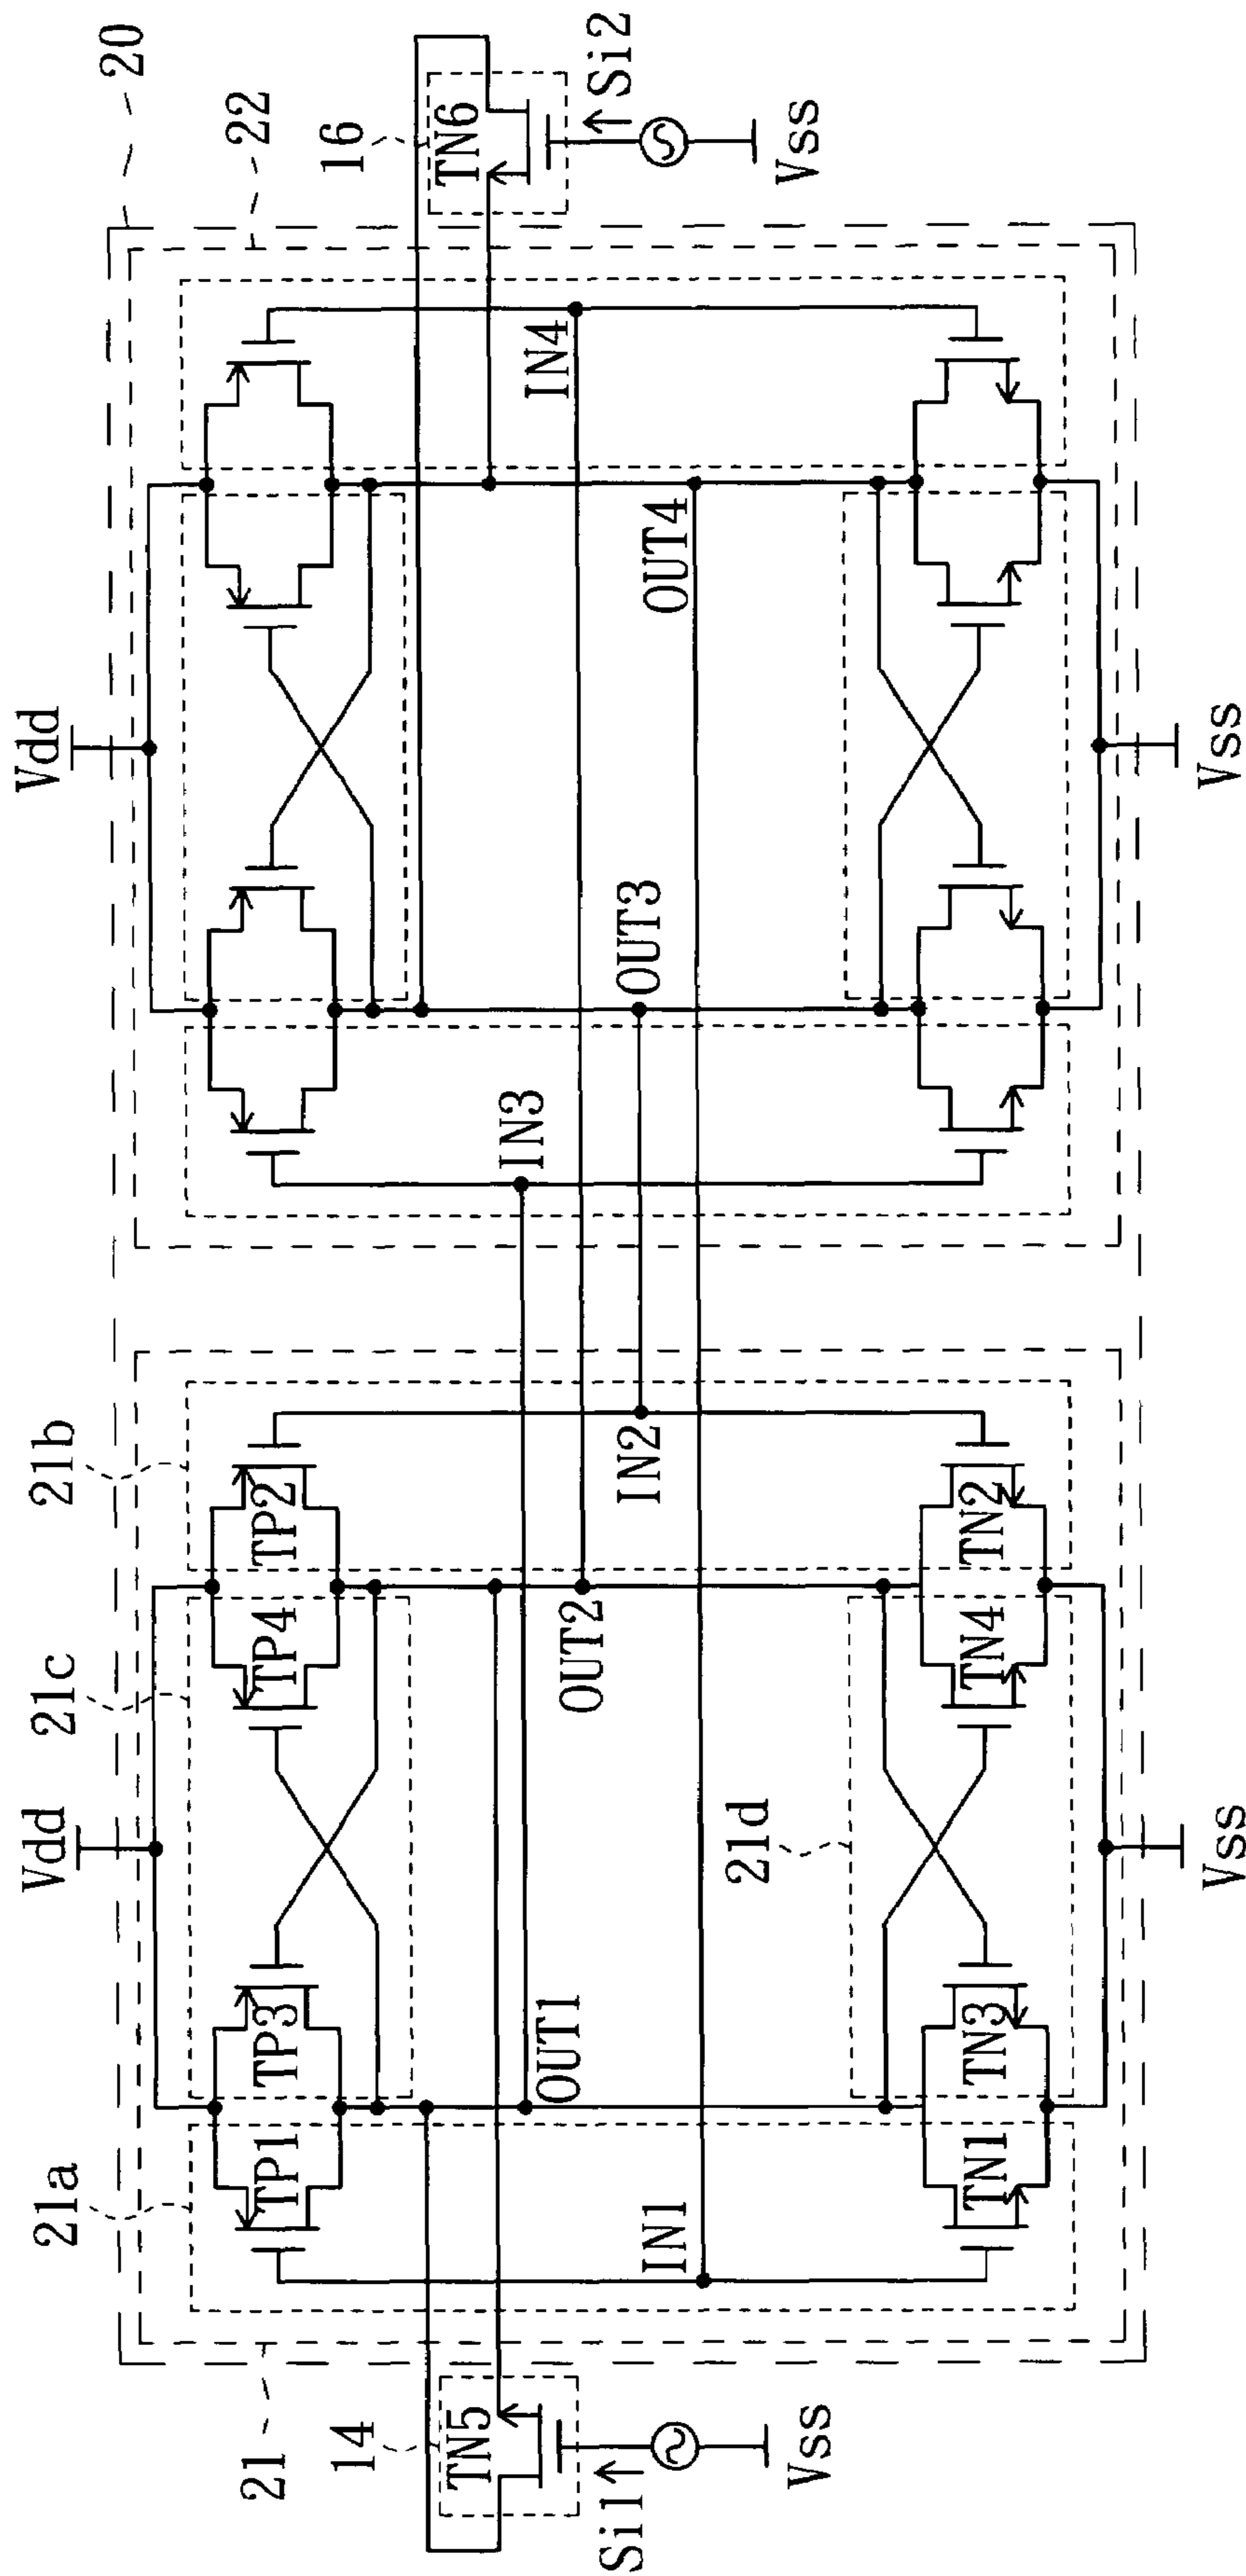 20
22
16
TN6
Si2
Vss
Vdd
IN4
OUT4
OUT3
IN3
Vss
21b
21c
21a
21
Vdd
TP2
TP4
TP3
TP1
IN2
OUT2
OUT1
IN1
21d
TN2
TN4
TN3
TN1
Vss
14
TN5
Si1
Vss